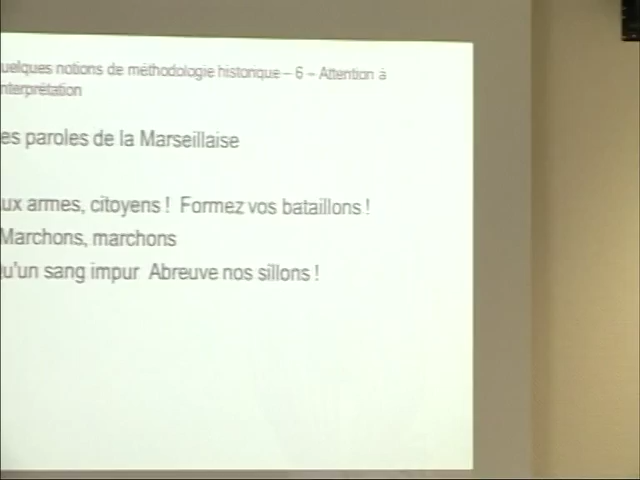 uelques notions de méthodologie historique – 6 – Attention à
nterprétation
es paroles de la Marseillaise
ux armes, citoyens ! Formez vos bataillons !
Marchons, marchons
u'un sang impur Abreuve nos sillons !